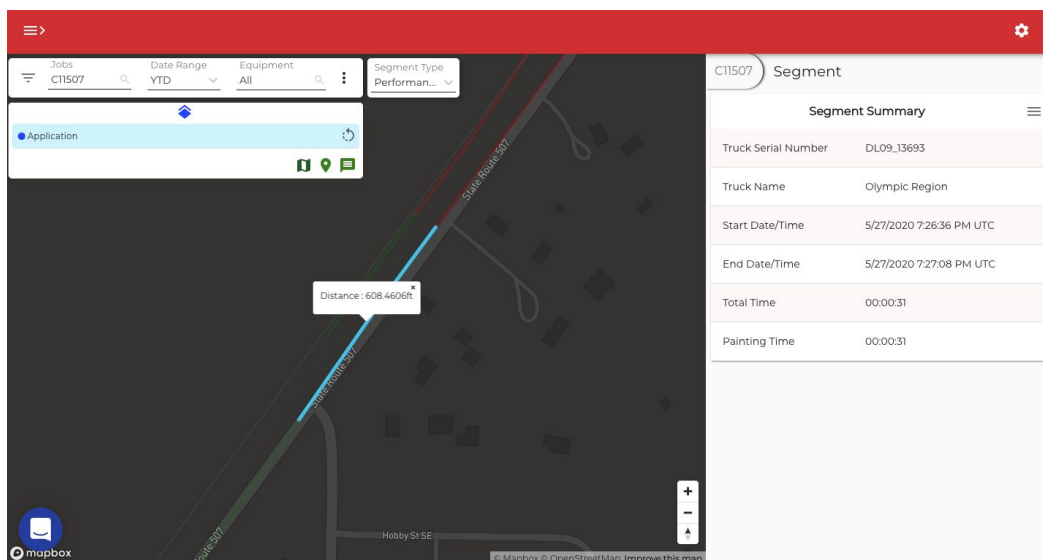 Jobs
C11507
Date Range
YTD
Equipment
All
Segment Type
Performan...
Application
State Route 507
Distance : 608.4606ft
×
State Route 507
Hobby St SE
mapbox
© Mapbox © OpenStreetMap Improve this map
C11507
Segment
Segment Summary
Truck Serial Number DL09_13693
Truck Name Olympic Region
Start Date/Time 5/27/2020 7:26:36 PM UTC
End Date/Time 5/27/2020 7:27:08 PM UTC
Total Time 00:00:31
Painting Time 00:00:31